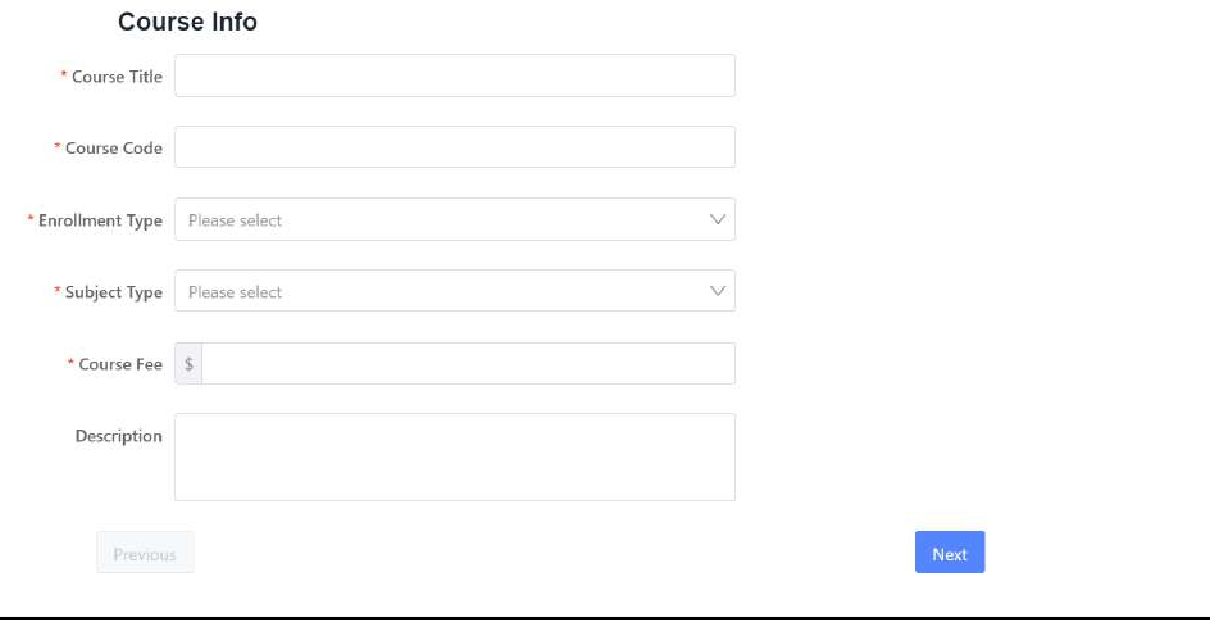 Course Info
* Course Title
* Course Code
* Enrollment Type Please select
* Subject Type Please select
* Course Fee $
Description
Previous Next